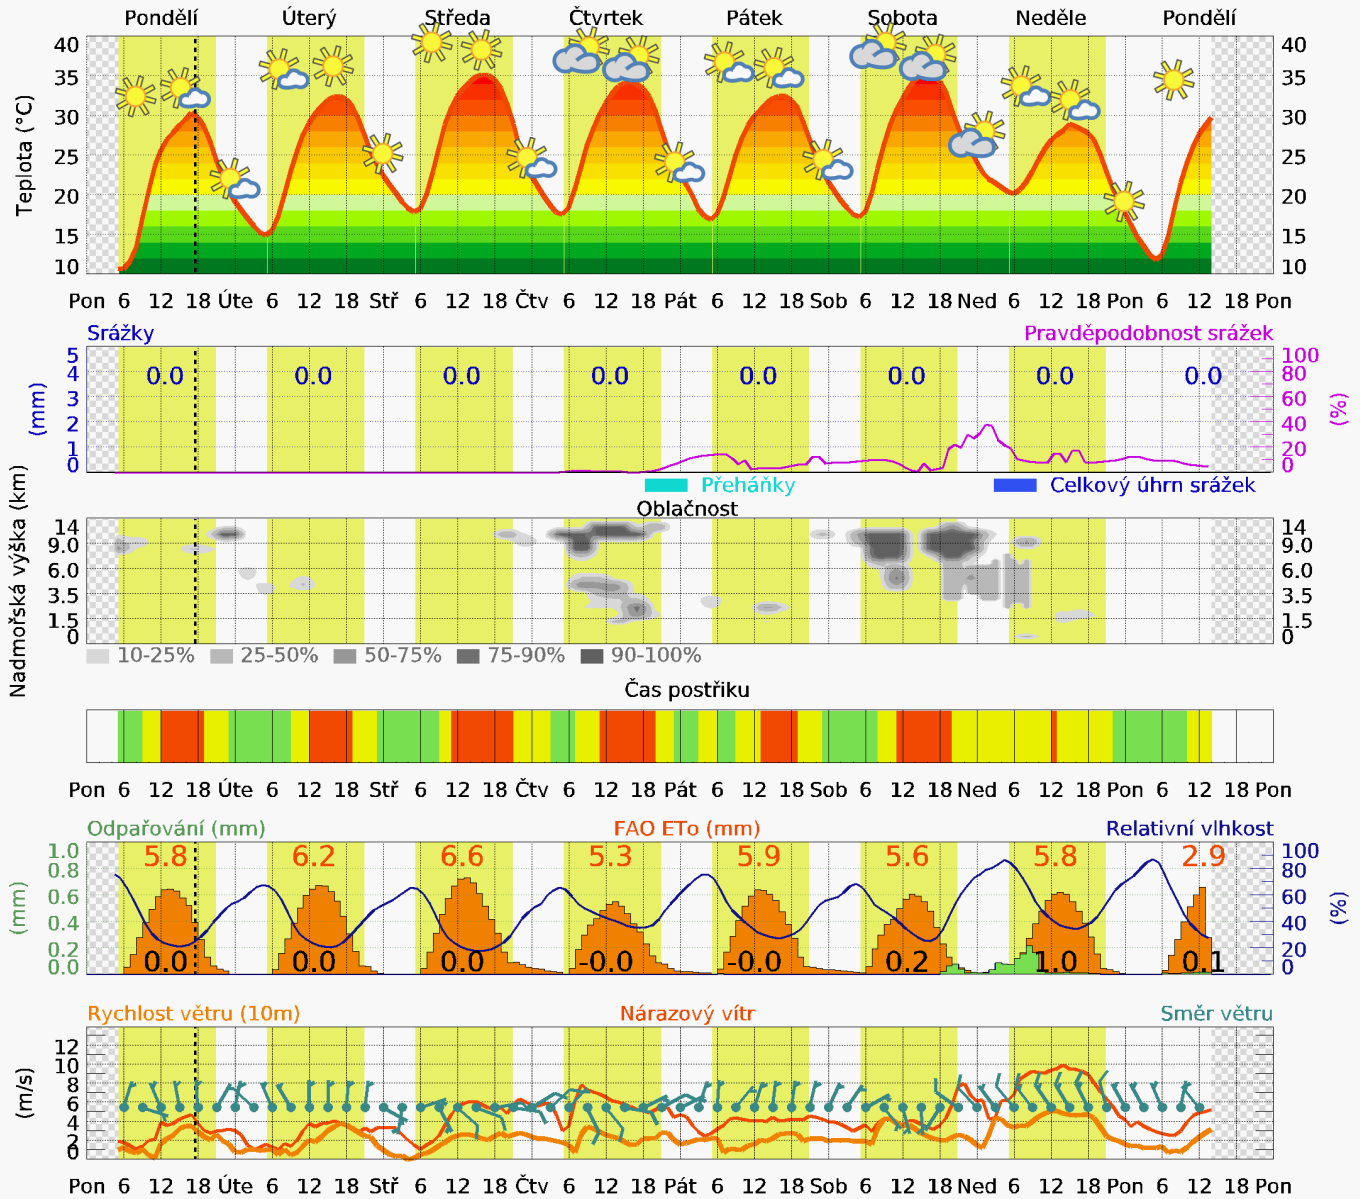 Pondělí Úterý Středa Čtvrtek Pátek Sobota Neděle Pondělí
Teplota (°C)
40 40
35 35
30 30
25 25
20 20
15 15
10 10
Pon 6 12 18 Úte 6 12 18 Stř 6 12 18 Čtv 6 12 18 Pát 6 12 18 Sob 6 12 18 Ned 6 12 18 Pon 6 12 18 Pon
Srážky Pravděpodobnost srážek
(mm) (%)
5 100
4 0.0 0.0 0.0 0.0 0.0 0.0 0.0 0.0 80
3 60
2 40
1 20
0 0
Přeháňky Celkový úhrn srážek
Oblačnost
Nadmořská výška (km)
14 14
9.0 9.0
6.0 6.0
3.5 3.5
1.5 1.5
0 0
10-25% 25-50% 50-75% 75-90% 90-100%
Čas postřiku
Pon 6 12 18 Úte 6 12 18 Stř 6 12 18 Čtv 6 12 18 Pát 6 12 18 Sob 6 12 18 Ned 6 12 18 Pon 6 12 18 Pon
Odpařování (mm) FAO ETo (mm) Relativní vlhkost
(mm) (%)
1.0 5.8 6.2 6.6 5.3 5.9 5.6 5.8 2.9 100
0.8 80
0.6 60
0.4 40
0.2 20
0.0 0.0 0.0 0.0 -0.0 -0.0 0.2 1.0 0.1 0
Rychlost větru (10m) Nárazový vítr Směr větru
(m/s)
12
10
8
6
4
2
0
Pon 6 12 18 Úte 6 12 18 Stř 6 12 18 Čtv 6 12 18 Pát 6 12 18 Sob 6 12 18 Ned 6 12 18 Pon 6 12 18 Pon